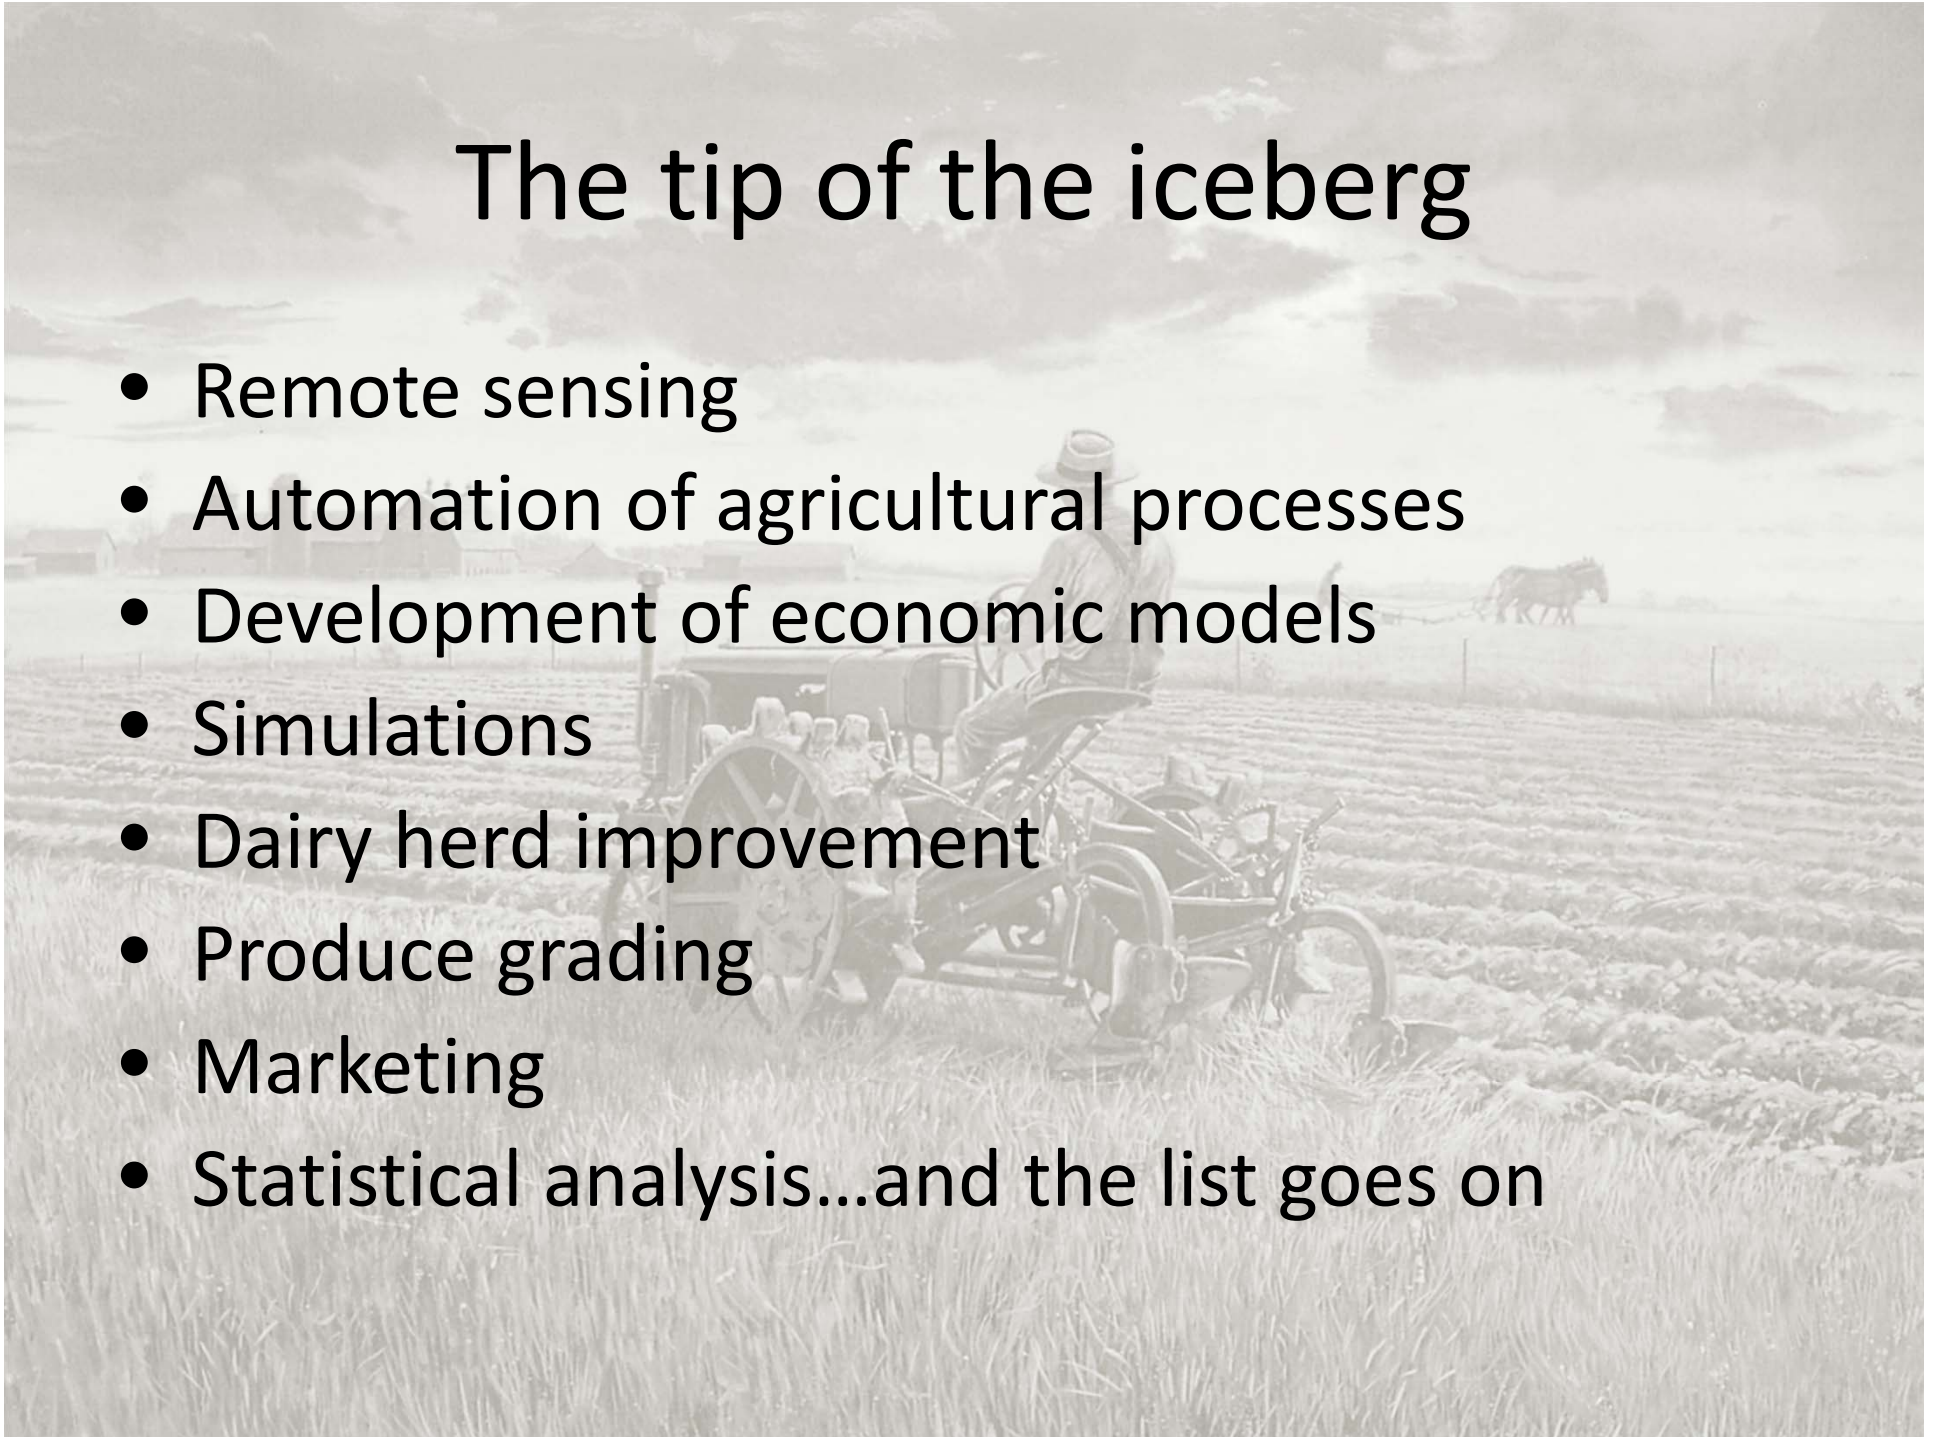 The tip of the iceberg
• Remote sensing
• Automation of agricultural processes
• Development of economic models
• Simulations
• Dairy herd improvement
• Produce grading
• Marketing
• Statistical analysis…and the list goes on